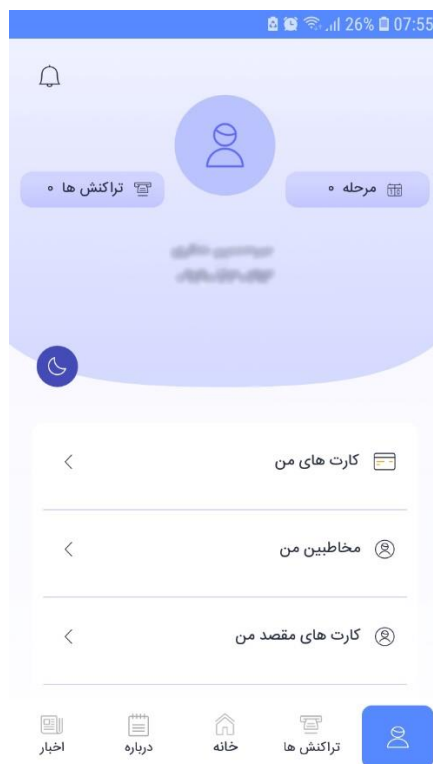 26% 07:55
مرحله ۰
تراکنش ها ۰
کارت های من
مخاطبین من
کارت های مقصد من
تراکنش ها
خانه
درباره
اخبار